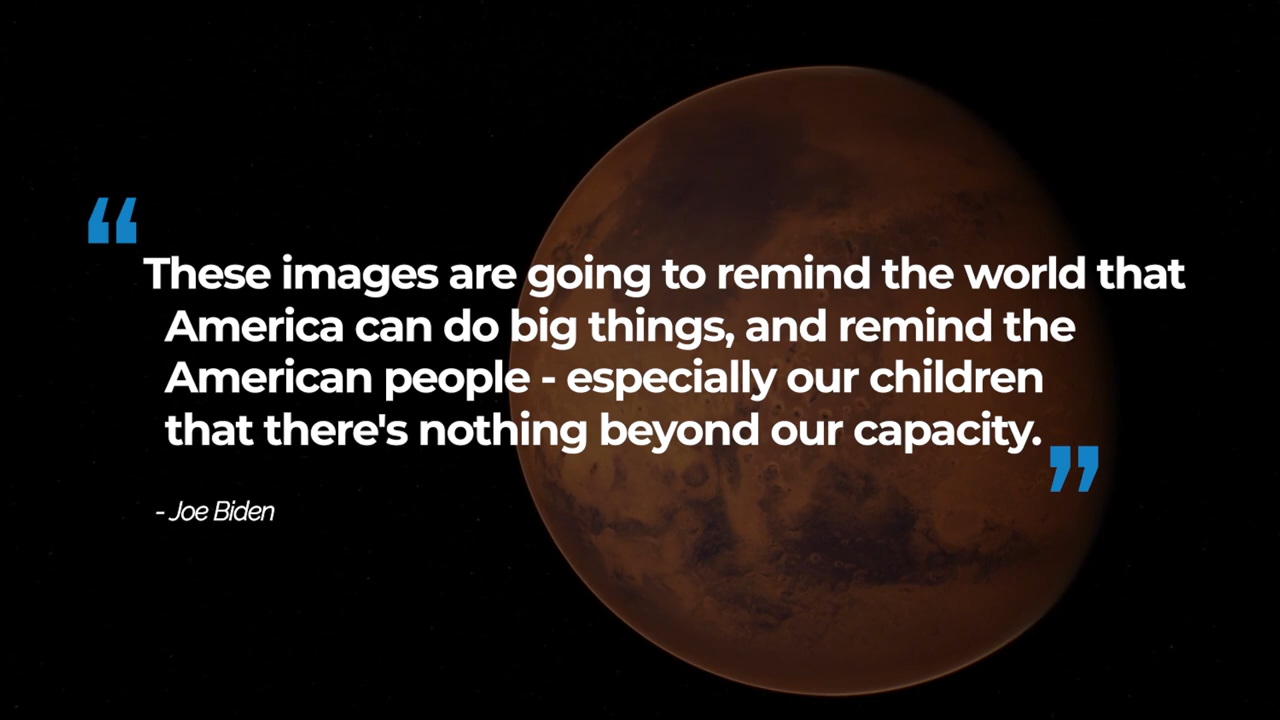 “
These images are going to remind the world that
America can do big things, and remind the
American people - especially our children
that there's nothing beyond our capacity.
”
- Joe Biden